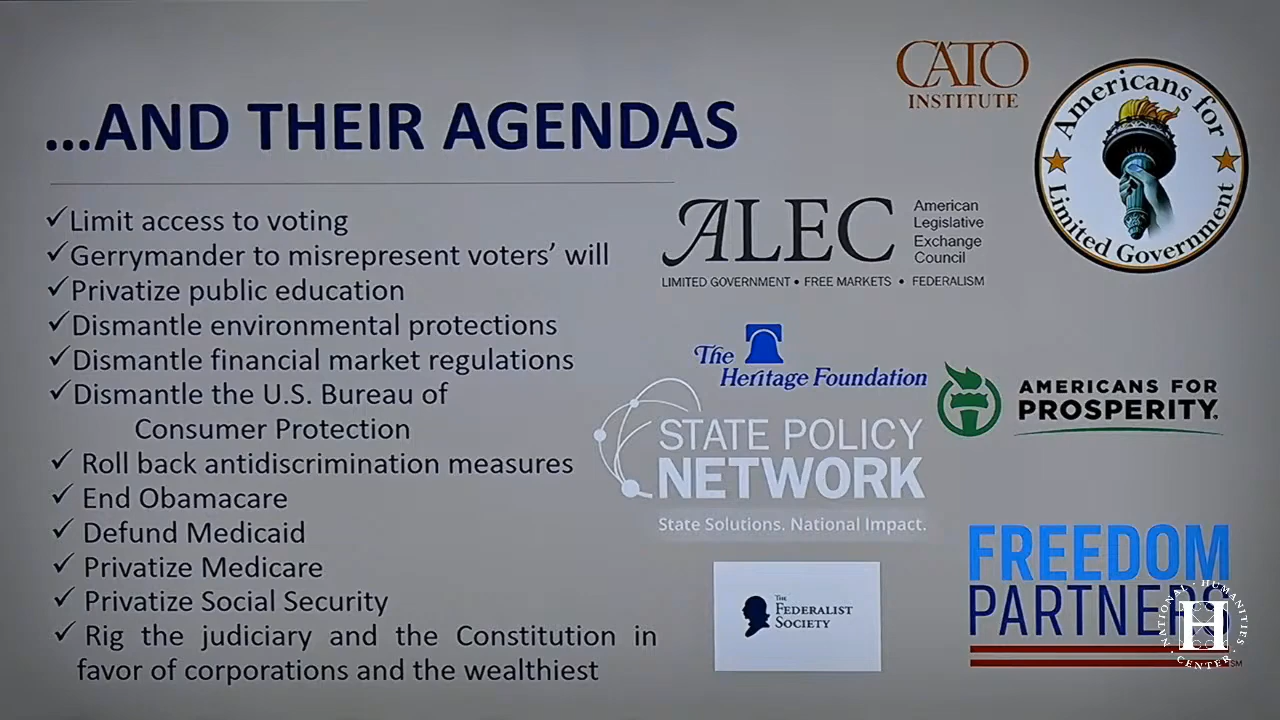 ...AND THEIR AGENDAS
✓Limit access to voting
✓Gerrymander to misrepresent voters’ will
✓Privatize public education
✓Dismantle environmental protections
✓Dismantle financial market regulations
✓Dismantle the U.S. Bureau of
Consumer Protection
✓ Roll back antidiscrimination measures
✓ End Obamacare
✓ Defund Medicaid
✓ Privatize Medicare
✓ Privatize Social Security
✓ Rig the judiciary and the Constitution in
favor of corporations and the wealthiest
CATO
INSTITUTE
Americans for
Limited Government
ALEC
American
Legislative
Exchange
Council
LIMITED GOVERNMENT • FREE MARKETS • FEDERALISM
The
Heritage Foundation
AMERICANS FOR
PROSPERITY.
STATE POLICY
NETWORK
State Solutions. National Impact.
THE
FEDERALIST
SOCIETY
FREEDOM
PARTNERS
SM
NATIONAL · HUMANITIES · CENTER ·
H